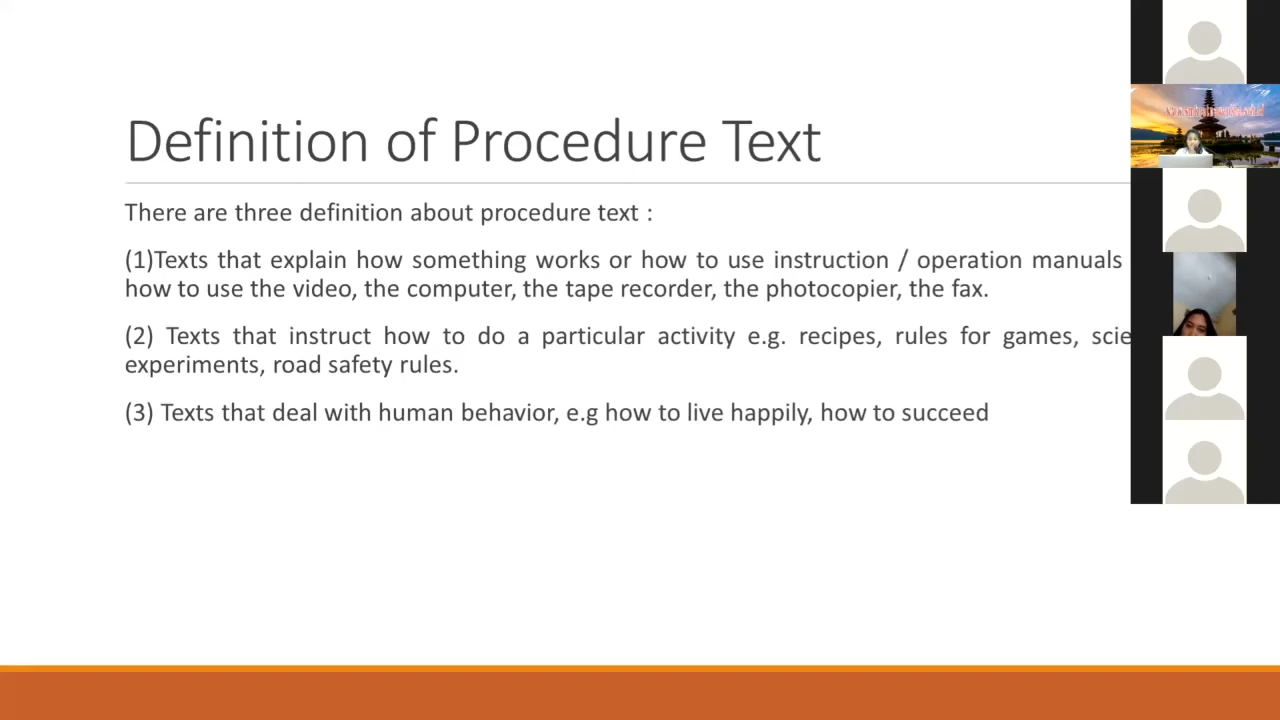 Definition of Procedure Text
There are three definition about procedure text :
(1)Texts that explain how something works or how to use instruction / operation manuals
how to use the video, the computer, the tape recorder, the photocopier, the fax.
(2) Texts that instruct how to do a particular activity e.g. recipes, rules for games, scie
experiments, road safety rules.
(3) Texts that deal with human behavior, e.g how to live happily, how to succeed